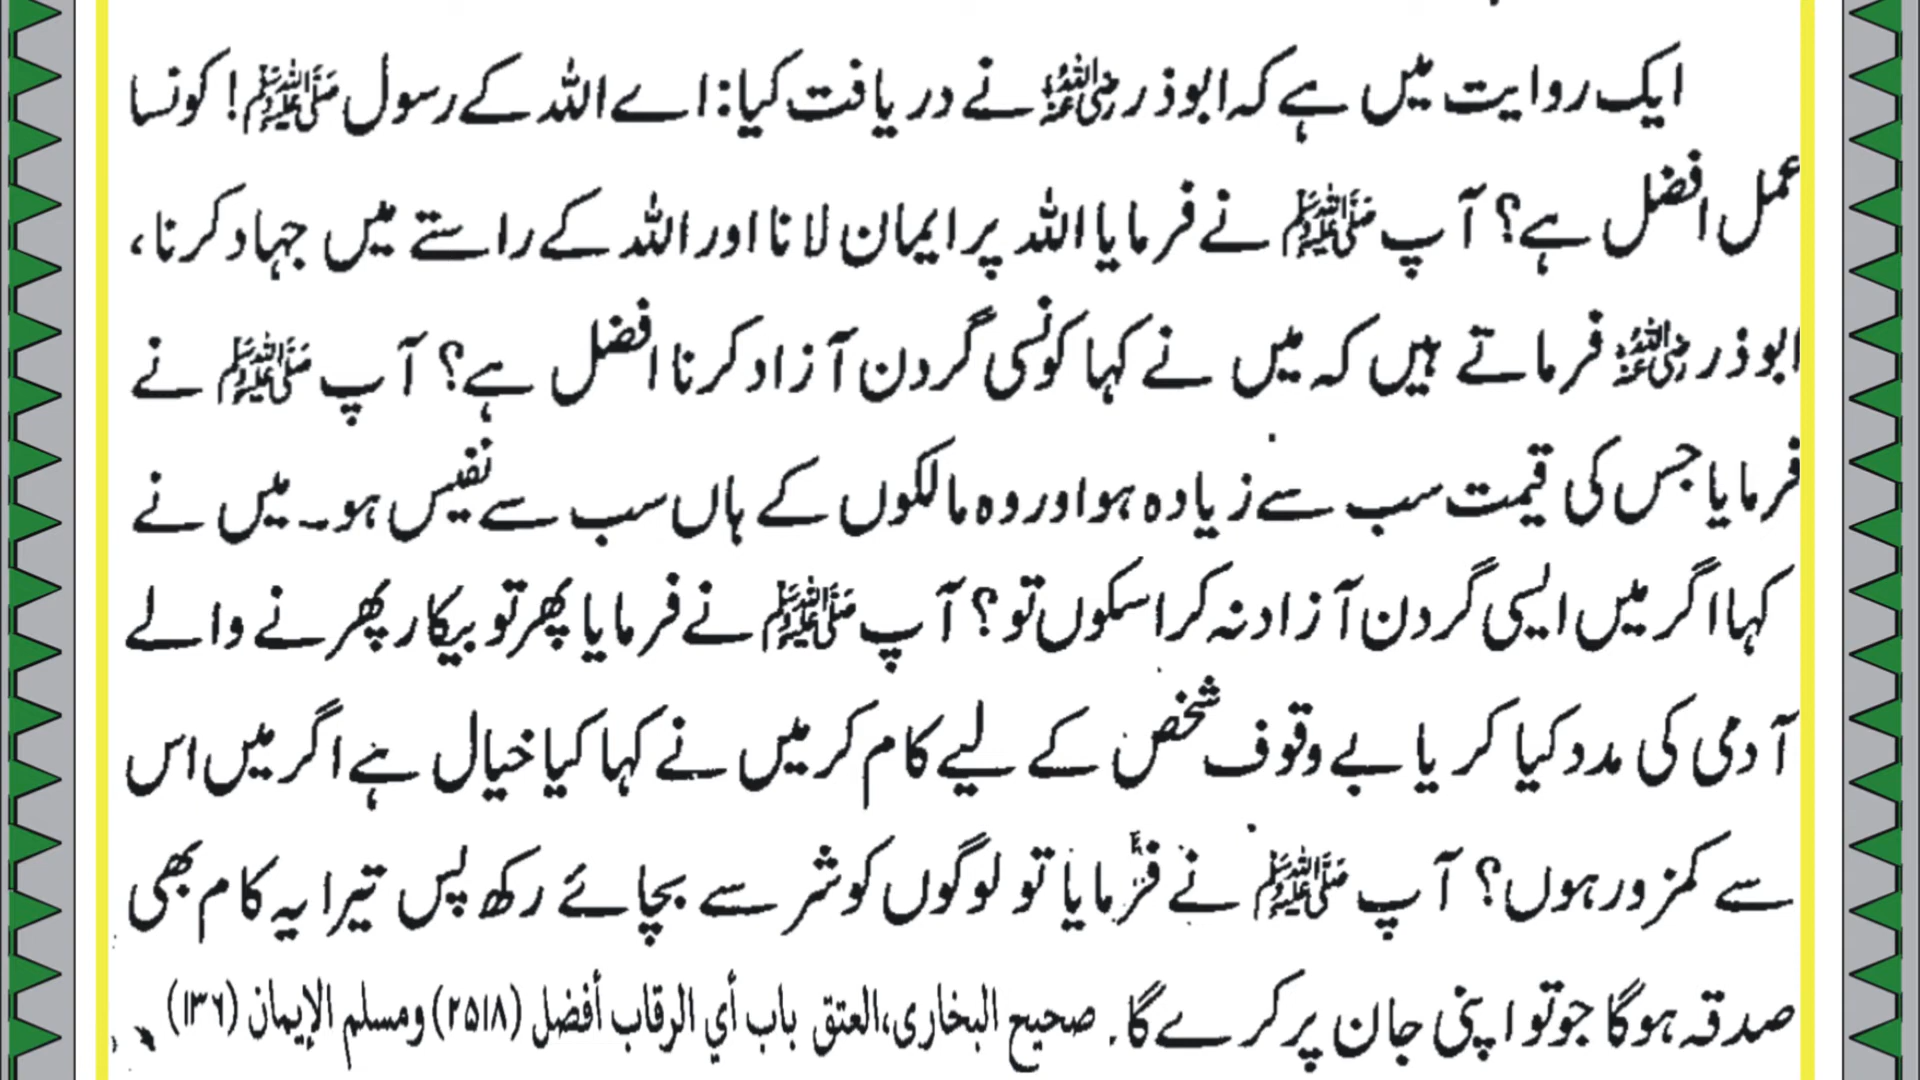 ایک روایت میں ہے کہ ابوذر رضی اللہ عنہ نے دریافت کیا: اے اللہ کے رسول ﷺ! کونسا
عمل افضل ہے؟ آپ ﷺ نے فرمایا اللہ پر ایمان لانا اور اللہ کے راستے میں جہاد کرنا،
ابوذر رضی اللہ عنہ فرماتے ہیں کہ میں نے کہا کونسی گردن آزاد کرنا افضل ہے؟ آپ ﷺ نے
فرمایا جس کی قیمت سب سے زیادہ ہو اور وہ مالکوں کے ہاں سب سے نفیس ہو۔ میں نے
کہا اگر میں ایسی گردن آزاد نہ کرا سکوں تو؟ آپ ﷺ نے فرمایا پھر تو بیکار پھرنے والے
آدمی کی مدد کیا کر یا بے وقوف شخص کے لیے کام کر میں نے کہا کیا خیال ہے اگر میں اس
سے کمزور ہوں؟ آپ ﷺ نے فرمایا تو لوگوں کو شر سے بچائے رکھ پس تیرا یہ کام بھی
صدقہ ہوگا جو تو اپنی جان پر کرے گا. صحیح البخاری،العتق باب أي الرقاب أفضل (۲۵۱۸) ومسلم الإیمان (۱۳۶)